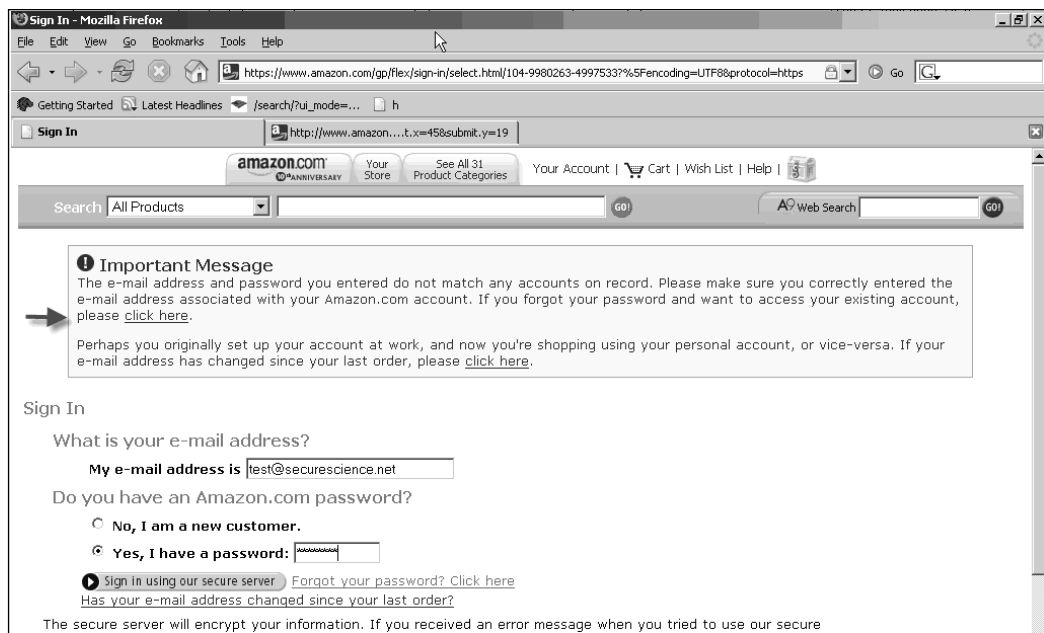 Sign In - Mozilla Firefox
File Edit View Go Bookmarks Tools Help
https://www.amazon.com/gp/flex/sign-in/select.html/104-9980263-4997533?%5Fencoding=UTF8&protocol=https Go G
Getting Started Latest Headlines /search/?ui_mode=... h
Sign In http://www.amazon....t.x=45&submit.y=19
amazon.com 10th ANNIVERSARY Your Store See All 31 Product Categories Your Account | Cart | Wish List | Help |
Search All Products GO! A9 Web Search GO!
Important Message
The e-mail address and password you entered do not match any accounts on record. Please make sure you correctly entered the
e-mail address associated with your Amazon.com account. If you forgot your password and want to access your existing account,
please click here.
Perhaps you originally set up your account at work, and now you're shopping using your personal account, or vice-versa. If your
e-mail address has changed since your last order, please click here.
Sign In
What is your e-mail address?
My e-mail address is test@securescience.net
Do you have an Amazon.com password?
No, I am a new customer.
Yes, I have a password: ********
Sign in using our secure server Forgot your password? Click here
Has your e-mail address changed since your last order?
The secure server will encrypt your information. If you received an error message when you tried to use our secure